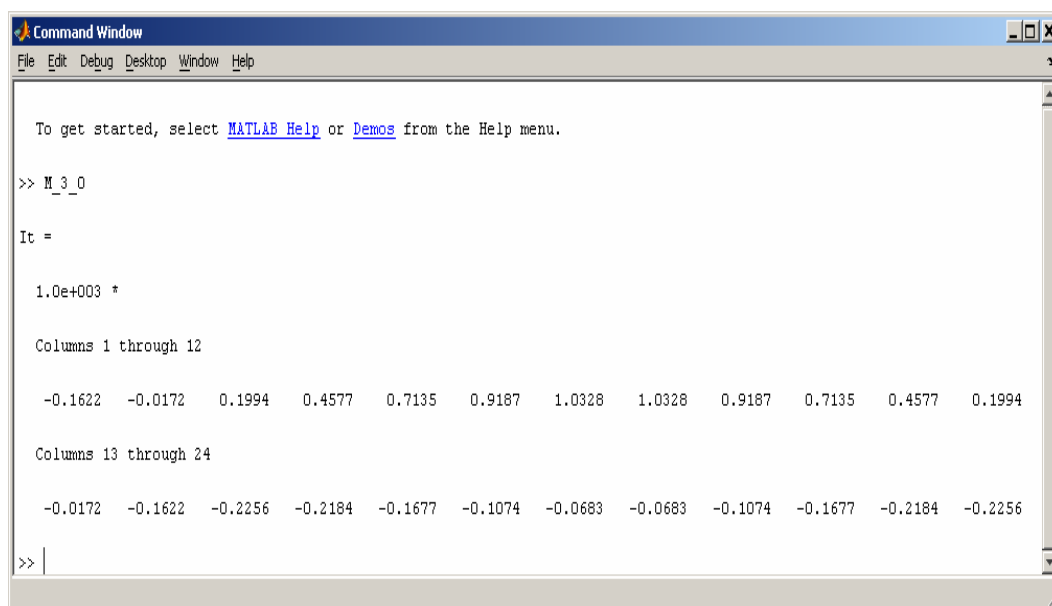 Command Window
File Edit Debug Desktop Window Help
To get started, select MATLAB Help or Demos from the Help menu.
>> M_3_0
It =
1.0e+003 *
Columns 1 through 12
-0.1622 -0.0172 0.1994 0.4577 0.7135 0.9187 1.0328 1.0328 0.9187 0.7135 0.4577 0.1994
Columns 13 through 24
-0.0172 -0.1622 -0.2256 -0.2184 -0.1677 -0.1074 -0.0683 -0.0683 -0.1074 -0.1677 -0.2184 -0.2256
>>